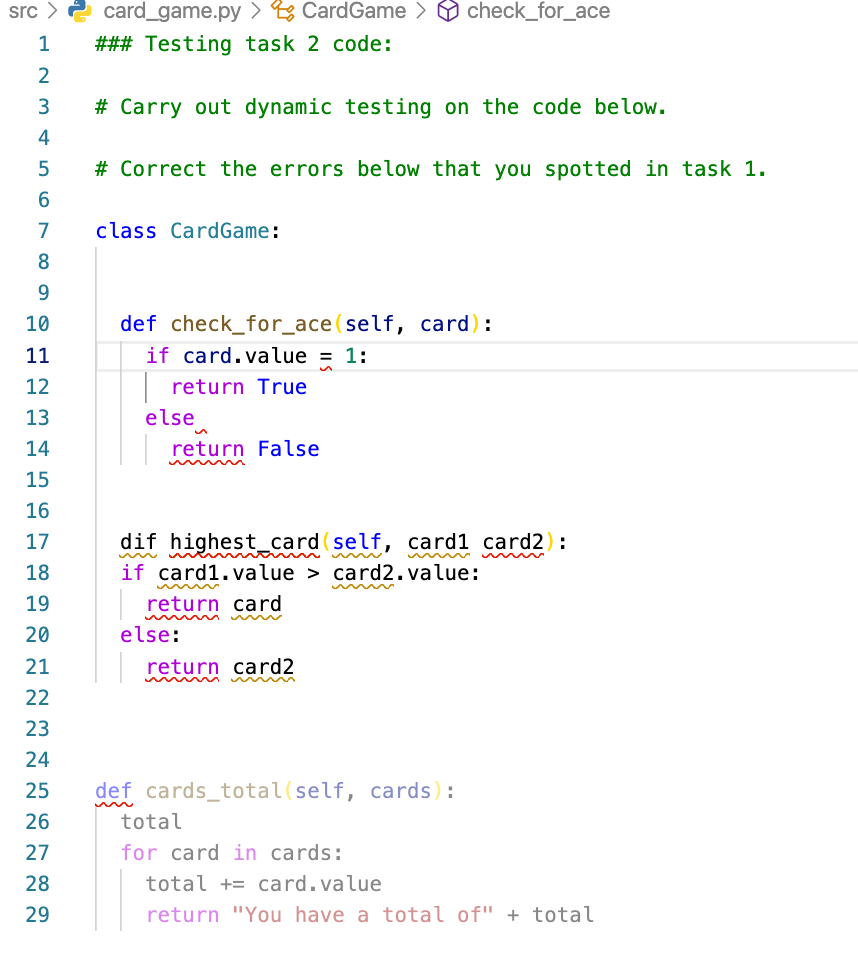 src > card_game.py > CardGame > check_for_ace
1 ### Testing task 2 code:
2
3 # Carry out dynamic testing on the code below.
4
5 # Correct the errors below that you spotted in task 1.
6
7 class CardGame:
8
9
10   def check_for_ace(self, card):
11     if card.value = 1:
12       return True
13     else
14       return False
15
16
17   dif highest_card(self, card1 card2):
18   if card1.value > card2.value:
19     return card
20   else:
21     return card2
22
23
24
25 def cards_total(self, cards):
26   total
27   for card in cards:
28     total += card.value
29     return "You have a total of" + total